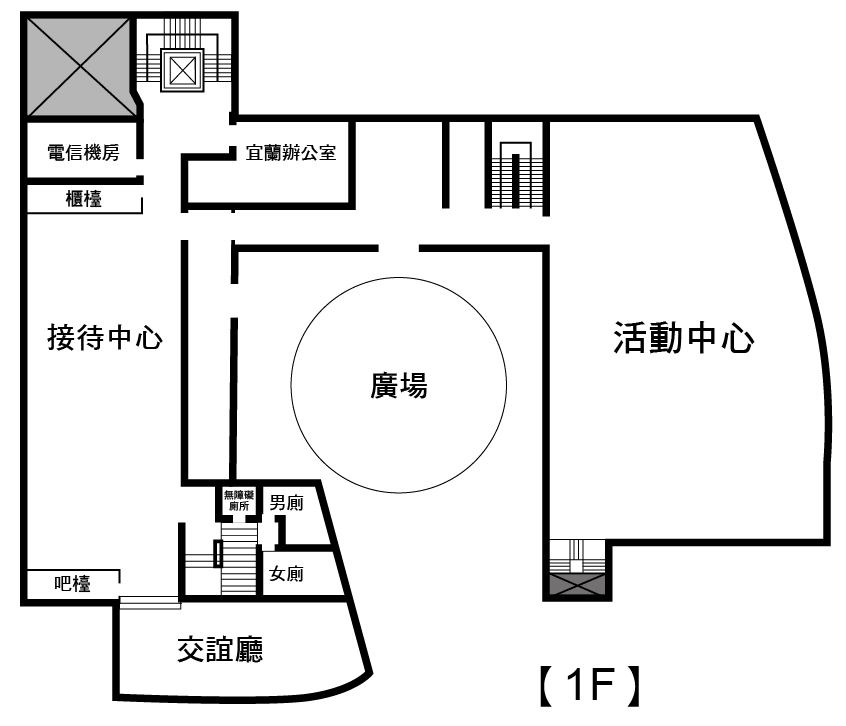 電信機房
宜蘭辦公室
櫃檯
接待中心
活動中心
廣場
無障礙
廁所
男廁
女廁
吧檯
交誼廳
【1F】